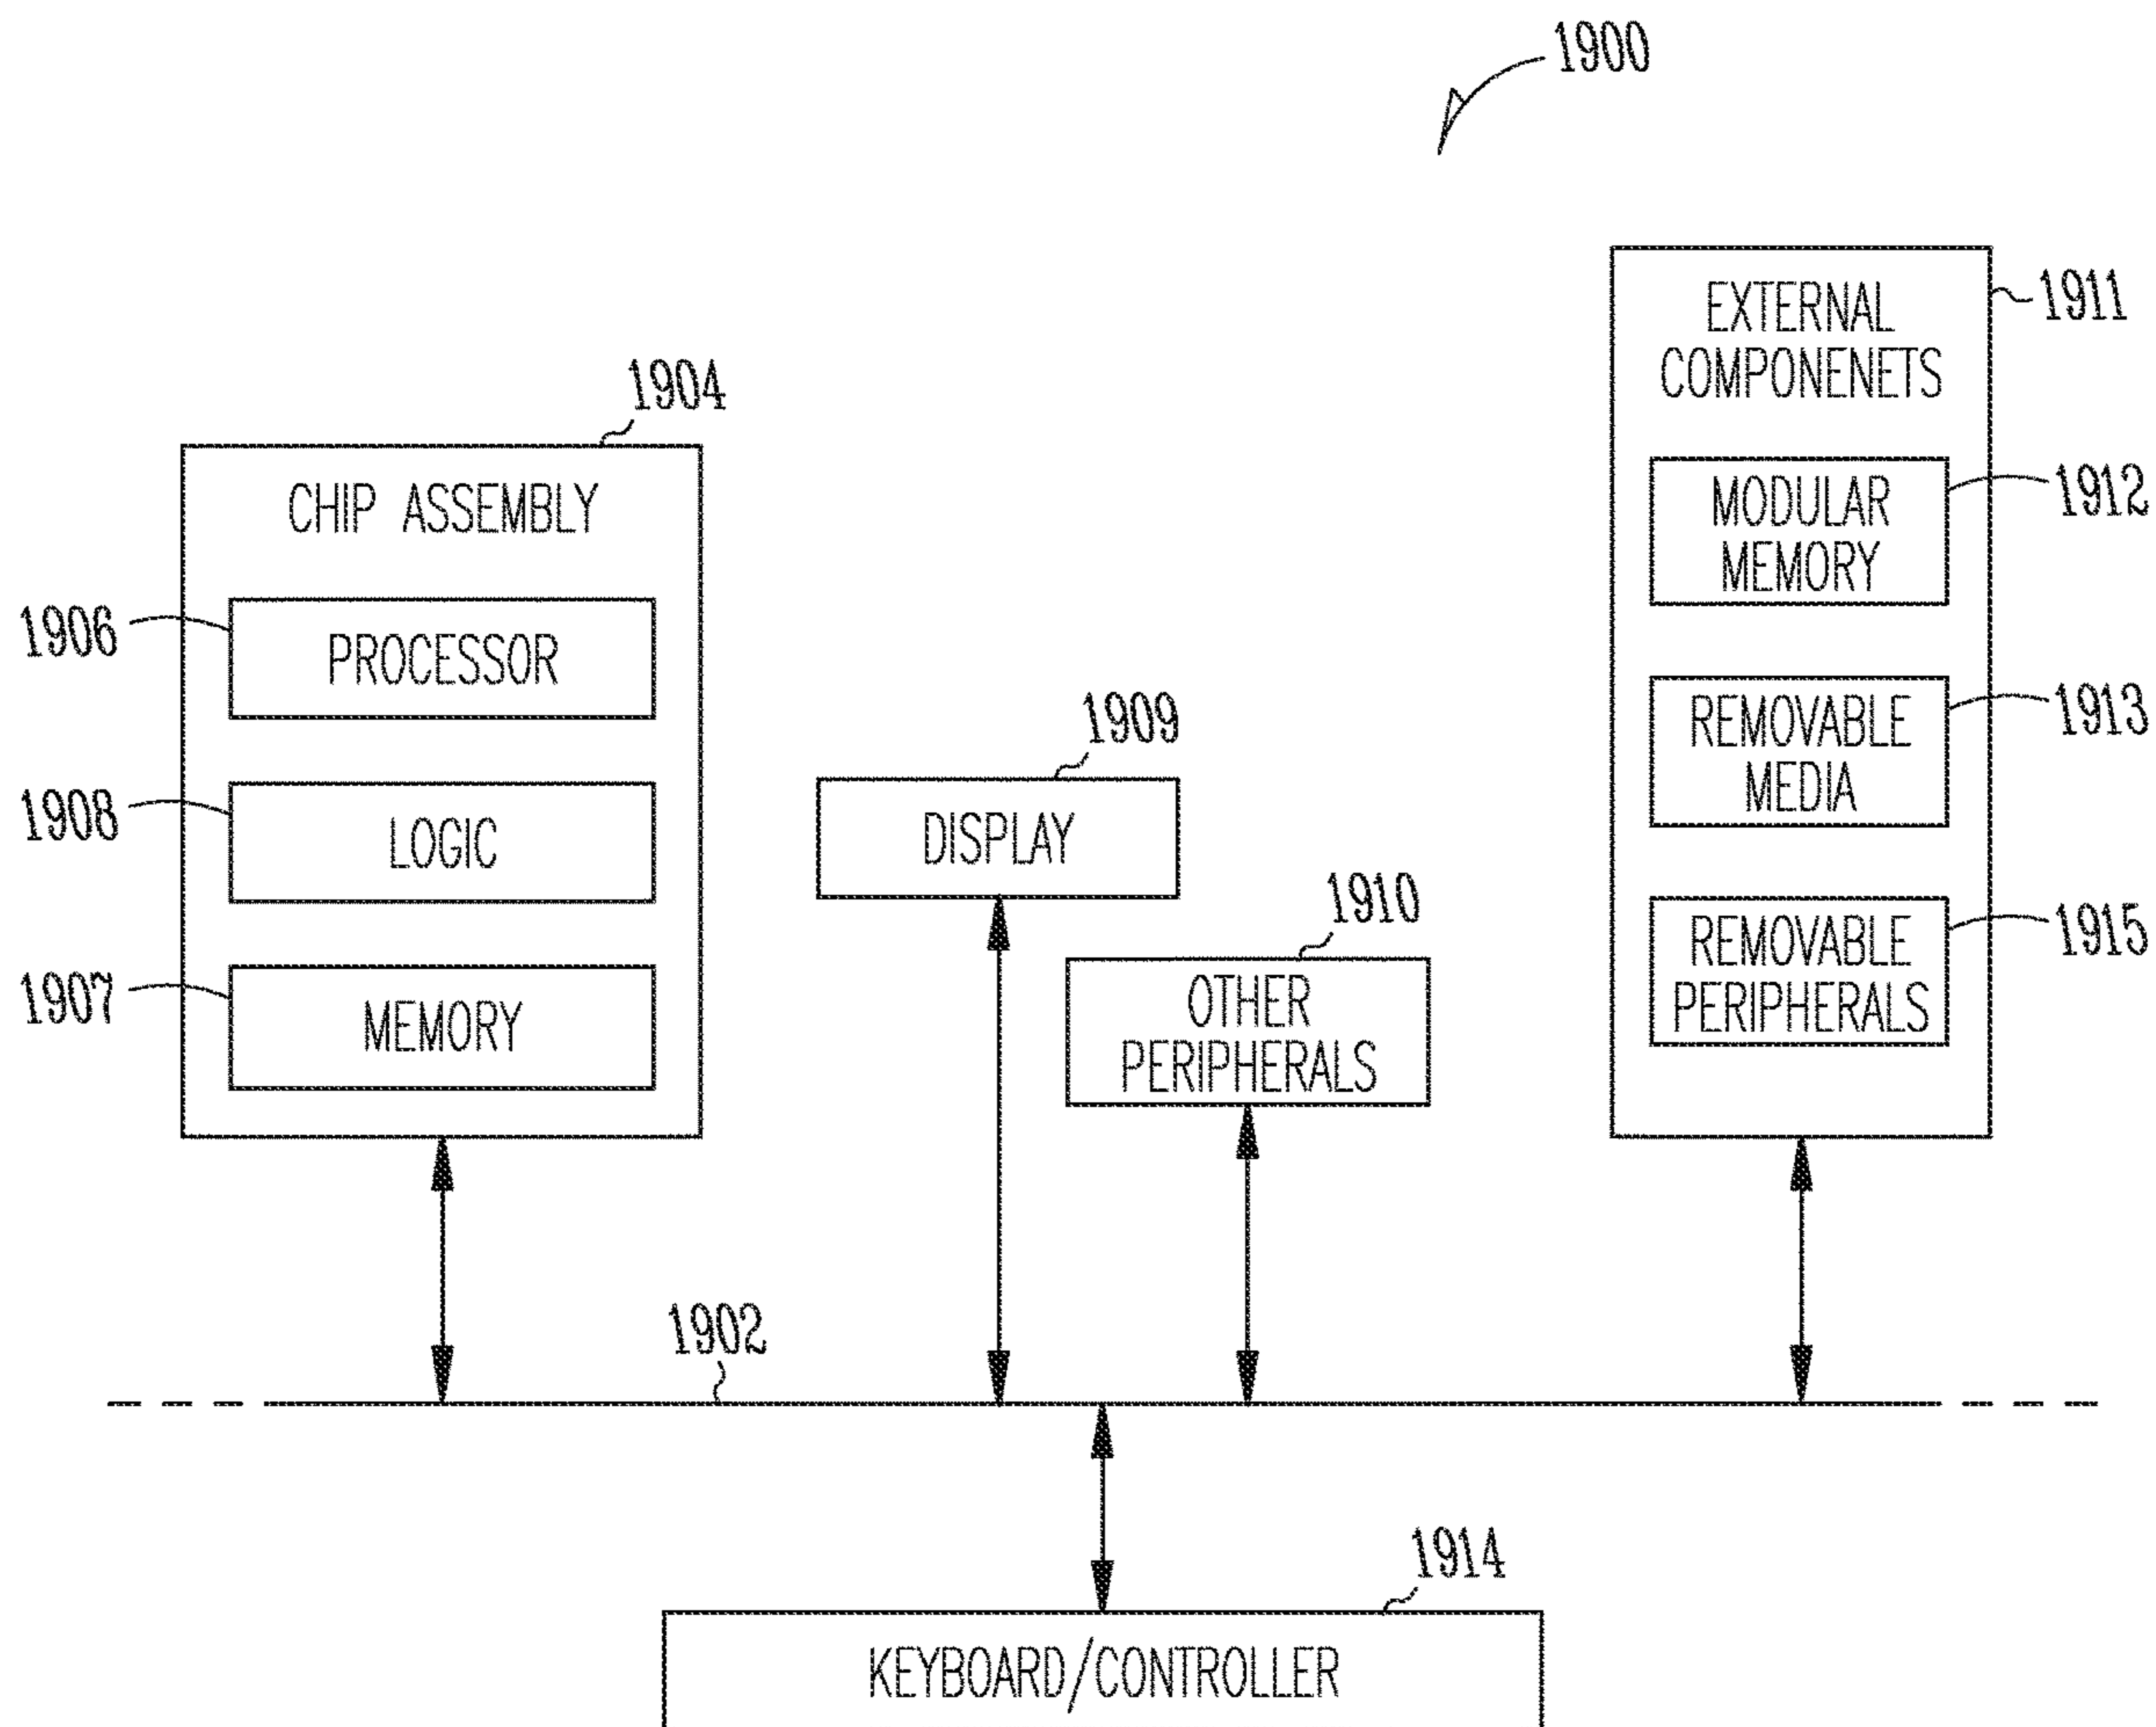 1900
EXTERNAL
COMPONENETS
1911
1904
CHIP ASSEMBLY
MODULAR
MEMORY
1912
1906
PROCESSOR
1909
REMOVABLE
MEDIA
1913
1908
LOGIC
DISPLAY
1910
REMOVABLE
PERIPHERALS
1915
1907
MEMORY
OTHER
PERIPHERALS
1902
1914
KEYBOARD/CONTROLLER